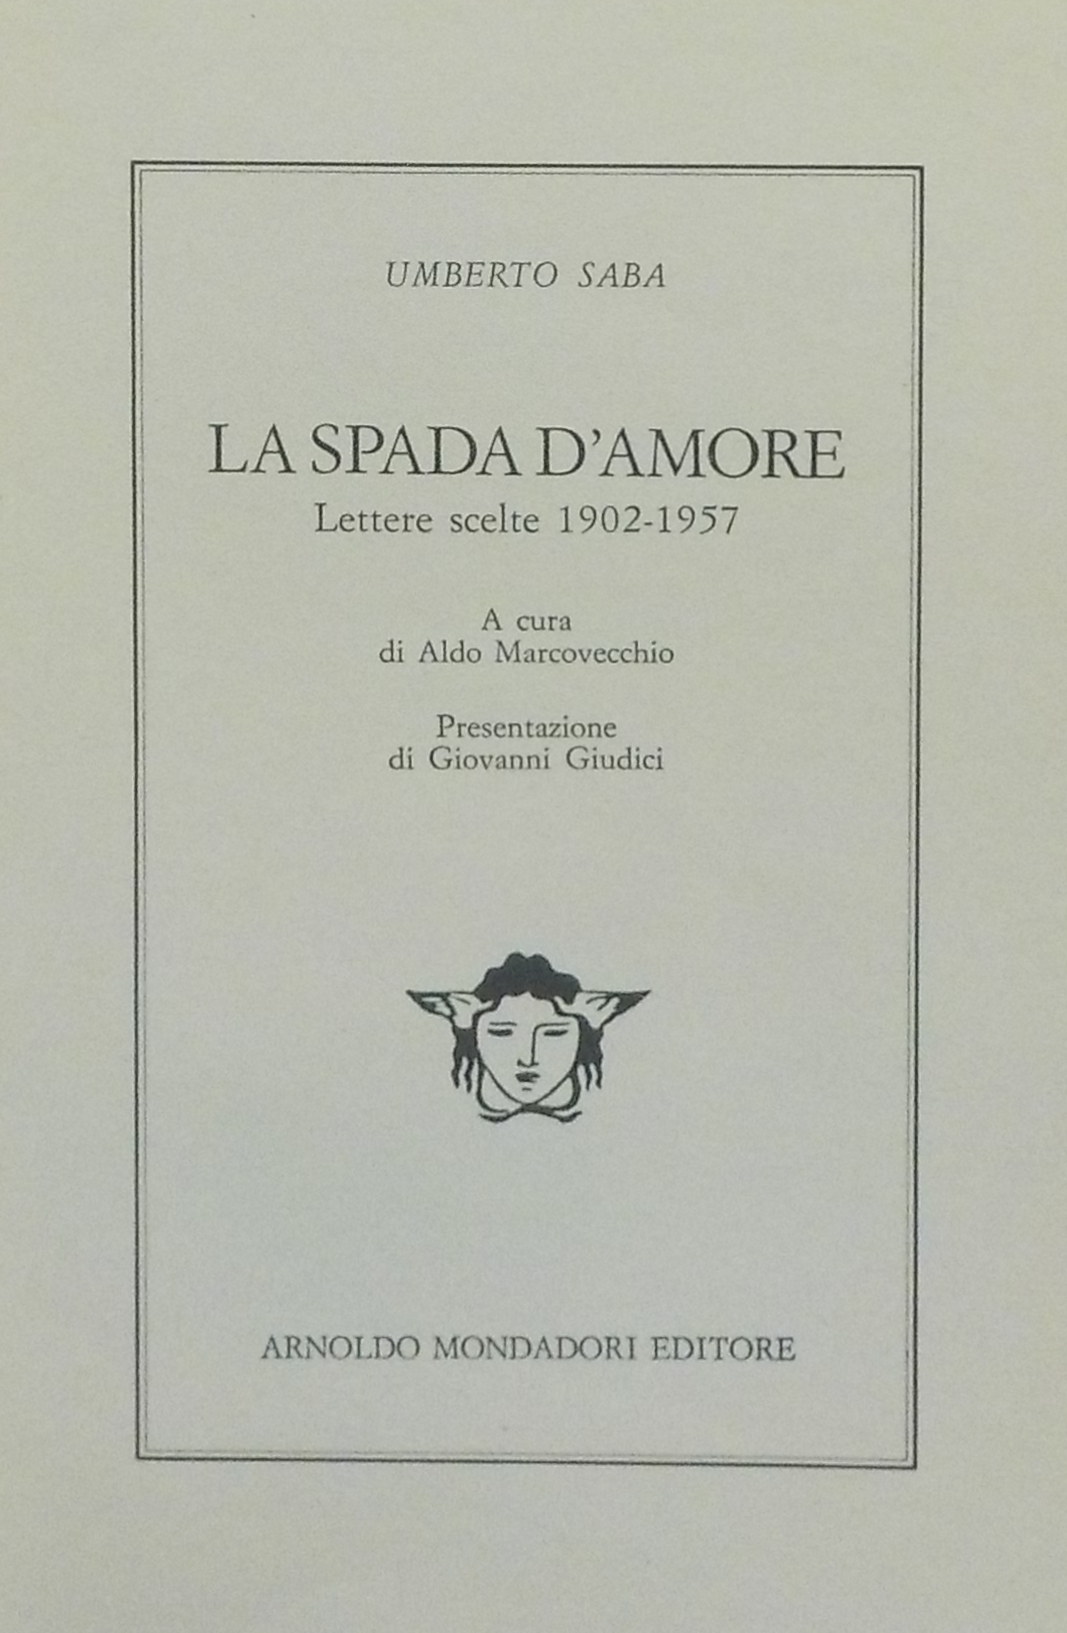 UMBERTO SABA
LA SPADA D'AMORE
Lettere scelte 1902-1957
A cura
di Aldo Marcovecchio
Presentazione
di Giovanni Giudici
ARNOLDO MONDADORI EDITORE